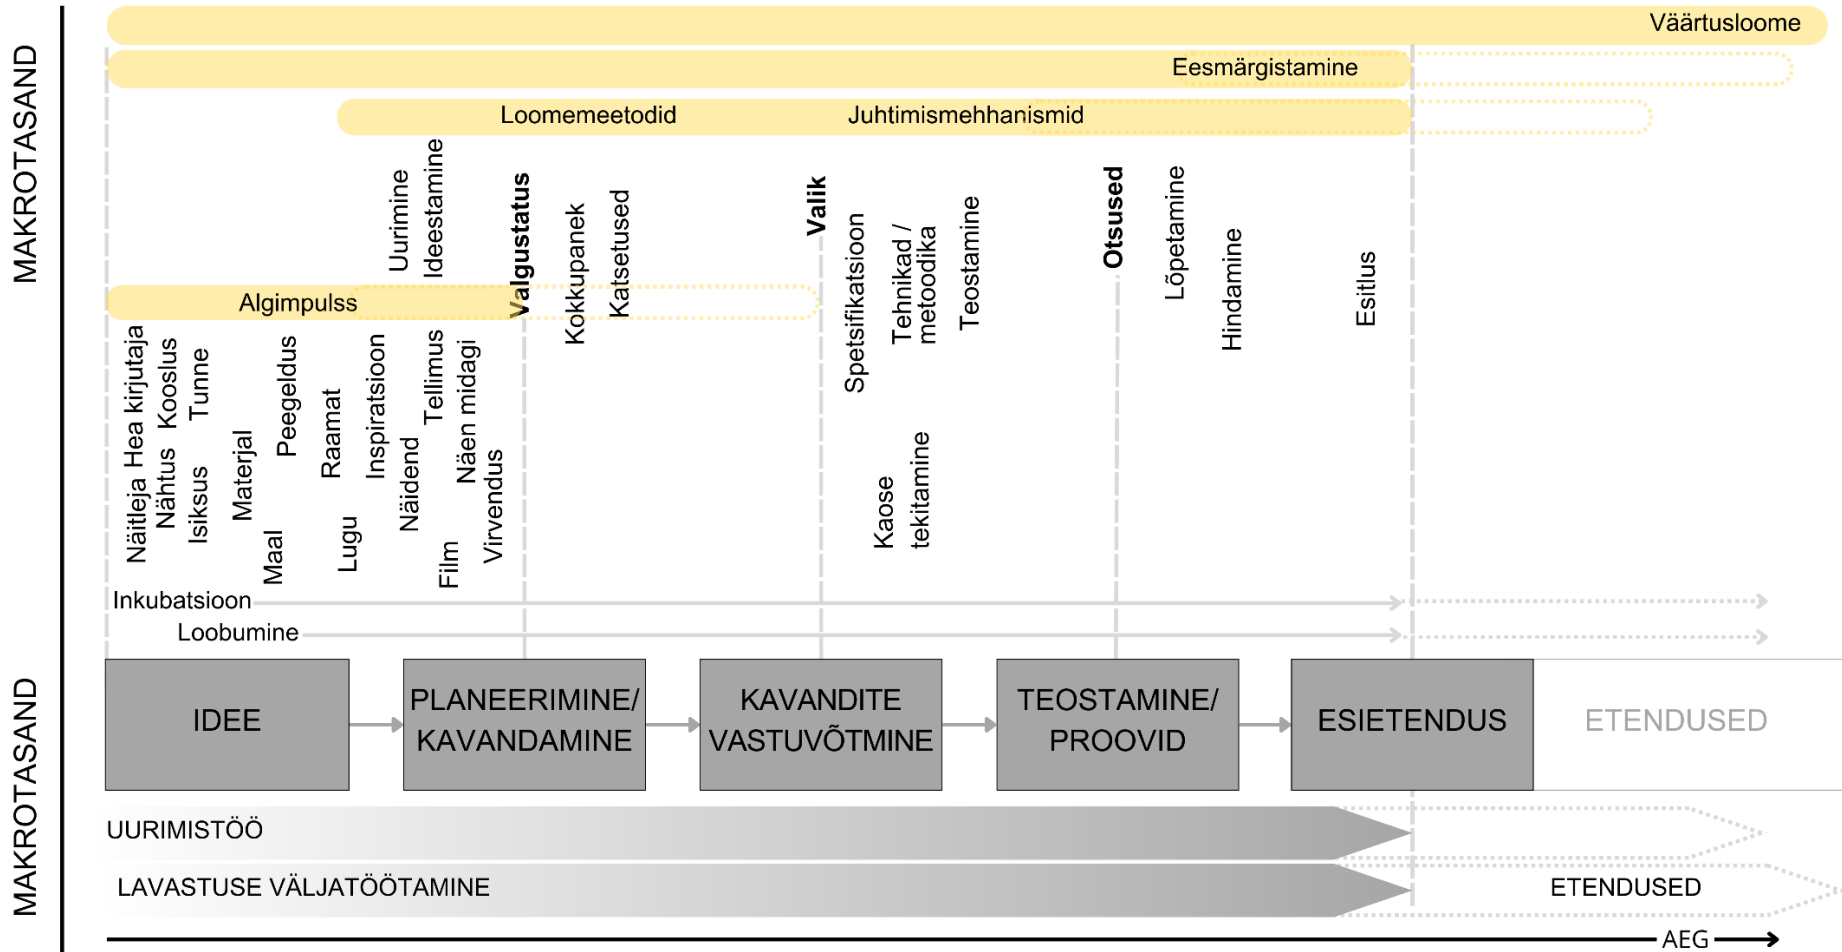 MAKROTASAND
Väärtusloome
Eesmärgistamine
Loomemeetodid
Juhtimismehhanismid
Uurimine
Ideestamine
Valgustatus
Kokkupanek
Katsetused
Valik
Spetsifikatsioon
Tehnikad /
metoodika
Teostamine
Otsused
Lõpetamine
Hindamine
Esitlus
Algimpulss
Näitleja
Hea kirjutaja
Nähtus
Kooslus
Isiksus
Tunne
Materjal
Maal
Peegeldus
Raamat
Lugu
Inspiratsioon
Näidend
Tellimus
Film
Näen midagi
Virvendus
Kaose
tekitamine
Inkubatsioon
Loobumine
MAKROTASAND
IDEE
PLANEERIMINE/
KAVANDAMINE
KAVANDITE
VASTUVÕTMINE
TEOSTAMINE/
PROOVID
ESIETENDUS
ETENDUSED
UURIMISTÖÖ
LAVASTUSE VÄLJATÖÖTAMINE
ETENDUSED
AEG